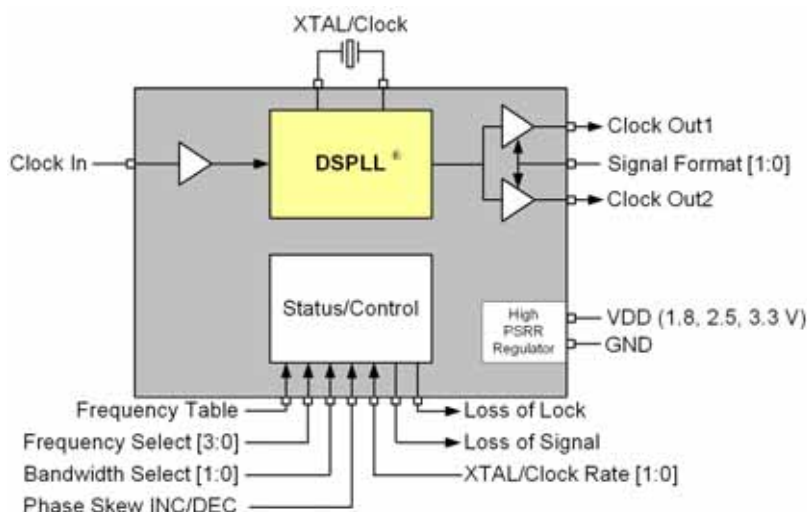 XTAL/Clock
Clock In
DSPLL ®
Clock Out1
Signal Format [1:0]
Clock Out2
Status/Control
High
PSRR
Regulator
VDD (1.8, 2.5, 3.3 V)
GND
Frequency Table
Loss of Lock
Frequency Select [3:0]
Loss of Signal
Bandwidth Select [1:0]
XTAL/Clock Rate [1:0]
Phase Skew INC/DEC